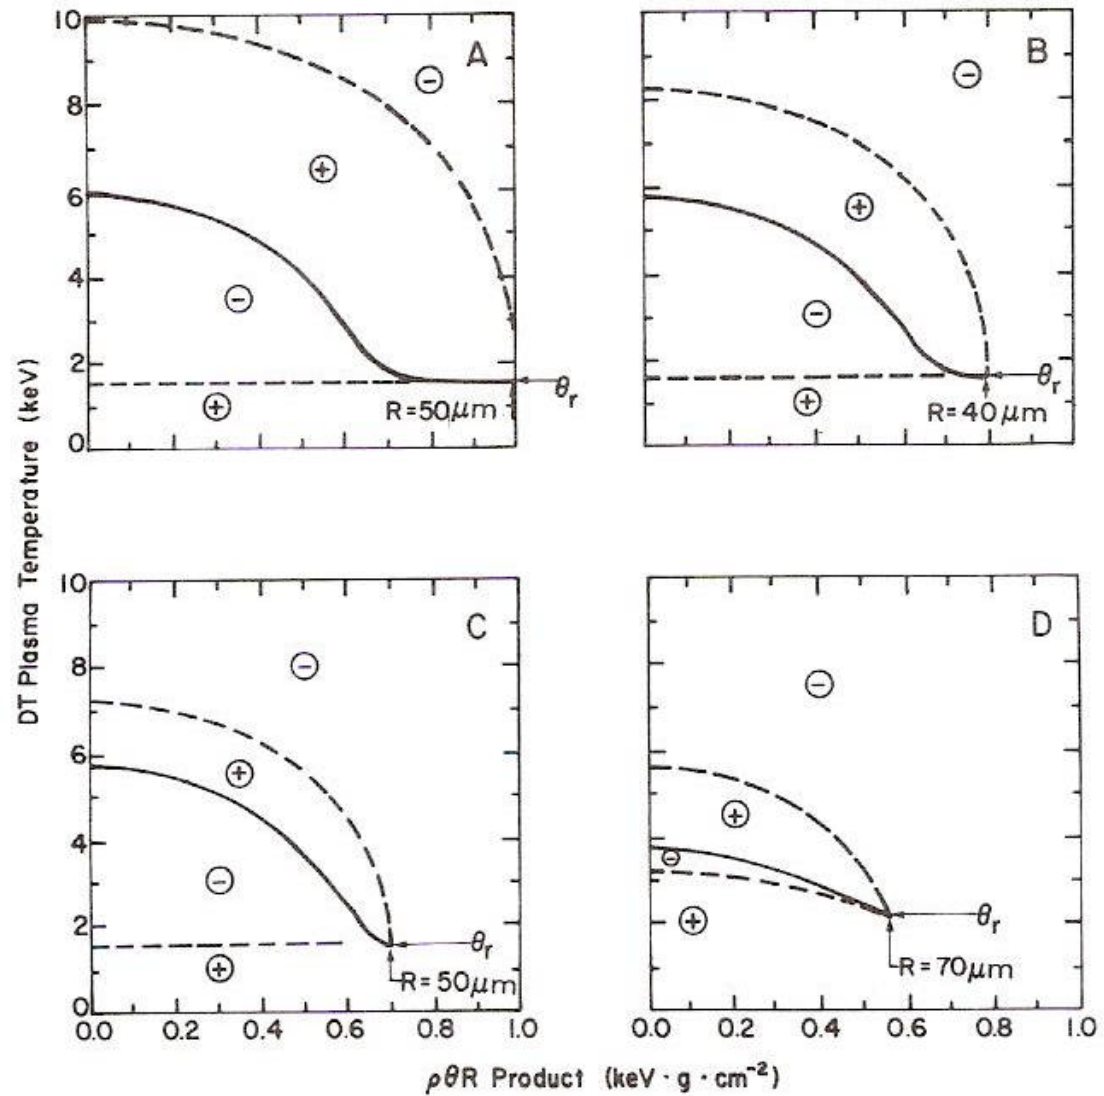 A
10
8
6
4
2
0
⊖
⊕
⊖
⊕
R=50μm
θr
B
⊖
⊕
⊖
⊕
R=40μm
θr
DT Plasma Temperature (keV)
C
10
8
6
4
2
0
⊖
⊕
⊖
⊕
θr
R=50μm
0.0 0.2 0.4 0.6 0.8 1.0
D
⊖
⊕
⊖
⊕
θr
R=70μm
0.0 0.2 0.4 0.6 0.8 1.0
ρθR Product (keV·g·cm⁻²)